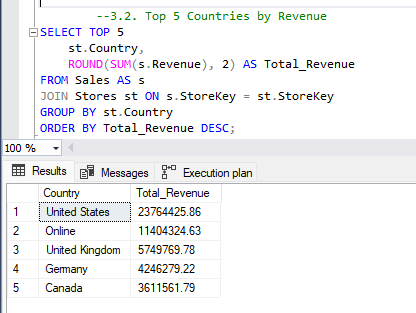 --3.2. Top 5 Countries by Revenue
SELECT TOP 5
st.Country,
ROUND(SUM(s.Revenue), 2) AS Total_Revenue
FROM Sales AS s
JOIN Stores st ON s.StoreKey = st.StoreKey
GROUP BY st.Country
ORDER BY Total_Revenue DESC;
100 %
Results Messages Execution plan
Country Total_Revenue
1 United States 23764425.86
2 Online 11404324.63
3 United Kingdom 5749769.78
4 Germany 4246279.22
5 Canada 3611561.79